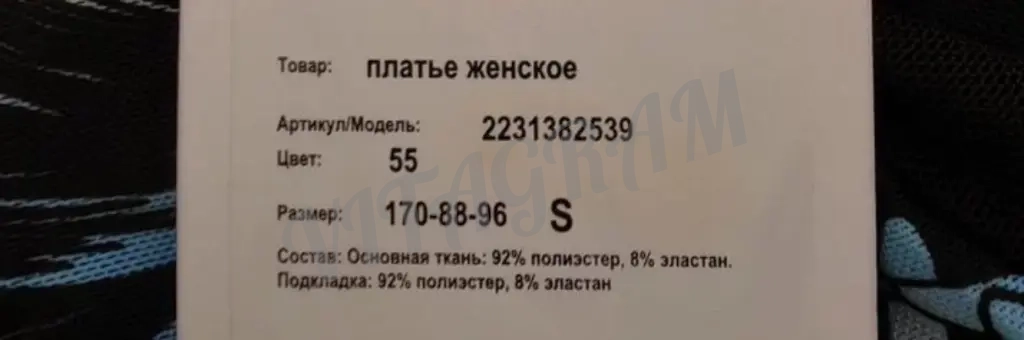 Товар: платье женское
Артикул/Модель: 2231382539
Цвет: 55
Размер: 170-88-96 S
Состав: Основная ткань: 92% полиэстер, 8% эластан.
Подкладка: 92% полиэстер, 8% эластан
VITAGRAM